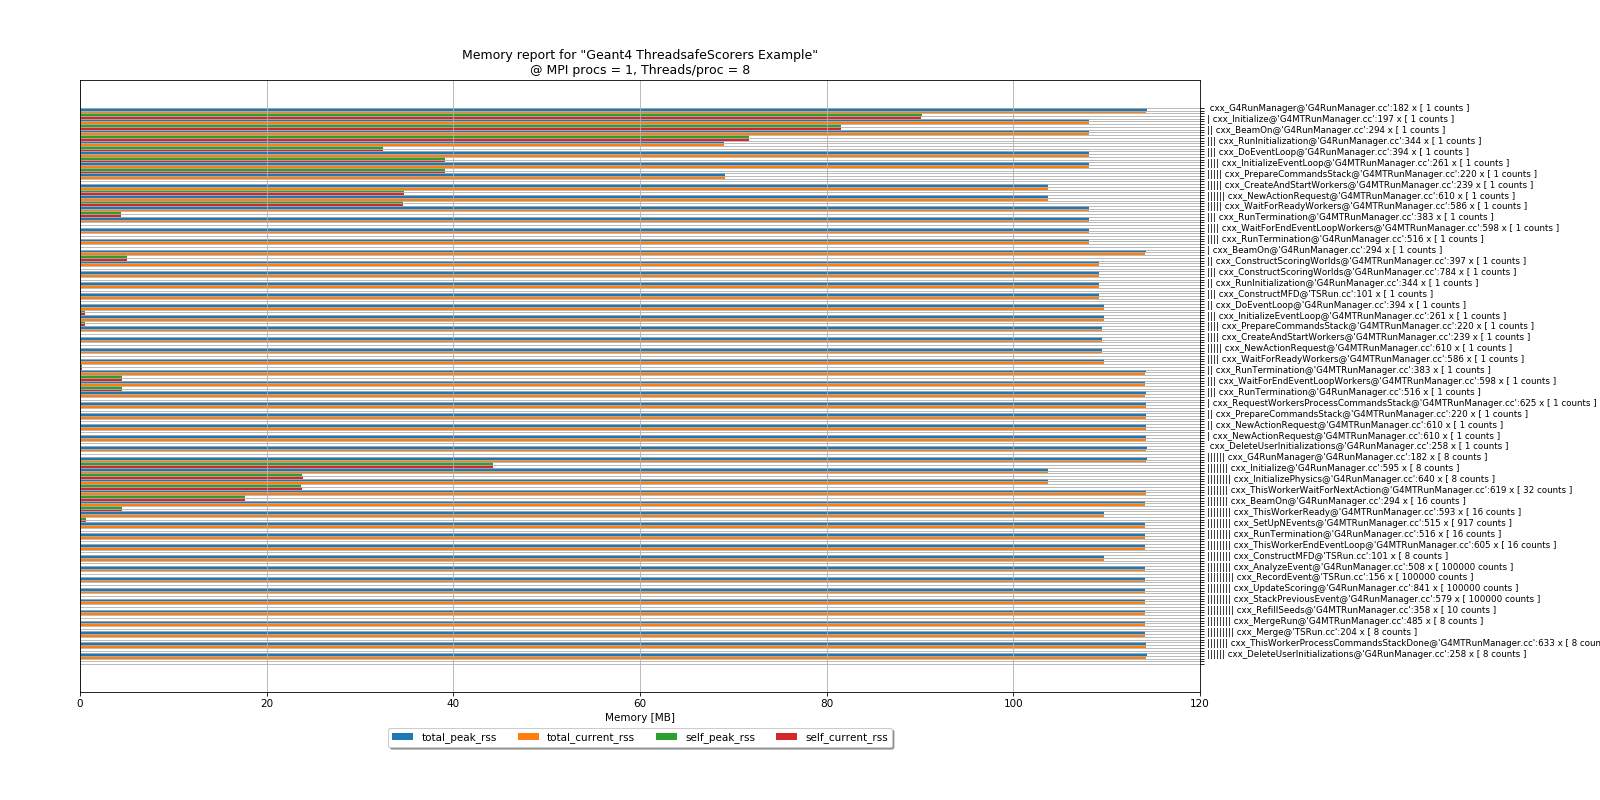 Memory report for "Geant4 ThreadsafeScorers Example"
@ MPI procs = 1, Threads/proc = 8
cxx_G4RunManager@'G4RunManager.cc':182 x [ 1 counts ]
| cxx_Initialize@'G4MTRunManager.cc':197 x [ 1 counts ]
|| cxx_BeamOn@'G4RunManager.cc':294 x [ 1 counts ]
||| cxx_RunInitialization@'G4RunManager.cc':344 x [ 1 counts ]
||| cxx_DoEventLoop@'G4RunManager.cc':394 x [ 1 counts ]
|||| cxx_InitializeEventLoop@'G4MTRunManager.cc':261 x [ 1 counts ]
||||| cxx_PrepareCommandsStack@'G4MTRunManager.cc':220 x [ 1 counts ]
||||| cxx_CreateAndStartWorkers@'G4MTRunManager.cc':239 x [ 1 counts ]
|||||| cxx_NewActionRequest@'G4MTRunManager.cc':610 x [ 1 counts ]
||||| cxx_WaitForReadyWorkers@'G4MTRunManager.cc':586 x [ 1 counts ]
||| cxx_RunTermination@'G4MTRunManager.cc':383 x [ 1 counts ]
|||| cxx_WaitForEndEventLoopWorkers@'G4MTRunManager.cc':598 x [ 1 counts ]
|||| cxx_RunTermination@'G4RunManager.cc':516 x [ 1 counts ]
| cxx_BeamOn@'G4RunManager.cc':294 x [ 1 counts ]
|| cxx_ConstructScoringWorlds@'G4MTRunManager.cc':397 x [ 1 counts ]
||| cxx_ConstructScoringWorlds@'G4RunManager.cc':784 x [ 1 counts ]
|| cxx_RunInitialization@'G4RunManager.cc':344 x [ 1 counts ]
||| cxx_ConstructMFD@'TSRun.cc':101 x [ 1 counts ]
|| cxx_DoEventLoop@'G4RunManager.cc':394 x [ 1 counts ]
||| cxx_InitializeEventLoop@'G4MTRunManager.cc':261 x [ 1 counts ]
|||| cxx_PrepareCommandsStack@'G4MTRunManager.cc':220 x [ 1 counts ]
|||| cxx_CreateAndStartWorkers@'G4MTRunManager.cc':239 x [ 1 counts ]
||||| cxx_NewActionRequest@'G4MTRunManager.cc':610 x [ 1 counts ]
|||| cxx_WaitForReadyWorkers@'G4MTRunManager.cc':586 x [ 1 counts ]
|| cxx_RunTermination@'G4MTRunManager.cc':383 x [ 1 counts ]
||| cxx_WaitForEndEventLoopWorkers@'G4MTRunManager.cc':598 x [ 1 counts ]
||| cxx_RunTermination@'G4RunManager.cc':516 x [ 1 counts ]
| cxx_RequestWorkersProcessCommandsStack@'G4MTRunManager.cc':625 x [ 1 counts ]
|| cxx_PrepareCommandsStack@'G4MTRunManager.cc':220 x [ 1 counts ]
|| cxx_NewActionRequest@'G4MTRunManager.cc':610 x [ 1 counts ]
| cxx_NewActionRequest@'G4MTRunManager.cc':610 x [ 1 counts ]
cxx_DeleteUserInitializations@'G4RunManager.cc':258 x [ 1 counts ]
|||||| cxx_G4RunManager@'G4RunManager.cc':182 x [ 8 counts ]
||||||| cxx_Initialize@'G4RunManager.cc':595 x [ 8 counts ]
|||||||| cxx_InitializePhysics@'G4RunManager.cc':640 x [ 8 counts ]
||||||| cxx_ThisWorkerWaitForNextAction@'G4MTRunManager.cc':619 x [ 32 counts ]
||||||| cxx_BeamOn@'G4RunManager.cc':294 x [ 16 counts ]
|||||||| cxx_ThisWorkerReady@'G4MTRunManager.cc':593 x [ 16 counts ]
|||||||| cxx_SetUpNEvents@'G4MTRunManager.cc':515 x [ 917 counts ]
|||||||| cxx_RunTermination@'G4RunManager.cc':516 x [ 16 counts ]
|||||||| cxx_ThisWorkerEndEventLoop@'G4MTRunManager.cc':605 x [ 16 counts ]
|||||||| cxx_ConstructMFD@'TSRun.cc':101 x [ 8 counts ]
|||||||| cxx_AnalyzeEvent@'G4RunManager.cc':508 x [ 100000 counts ]
||||||||| cxx_RecordEvent@'TSRun.cc':156 x [ 100000 counts ]
|||||||| cxx_UpdateScoring@'G4RunManager.cc':841 x [ 100000 counts ]
|||||||| cxx_StackPreviousEvent@'G4RunManager.cc':579 x [ 100000 counts ]
||||||||| cxx_RefillSeeds@'G4MTRunManager.cc':358 x [ 10 counts ]
|||||||| cxx_MergeRun@'G4MTRunManager.cc':485 x [ 8 counts ]
||||||||| cxx_Merge@'TSRun.cc':204 x [ 8 counts ]
||||||| cxx_ThisWorkerProcessCommandsStackDone@'G4MTRunManager.cc':633 x [ 8 coun
|||||| cxx_DeleteUserInitializations@'G4RunManager.cc':258 x [ 8 counts ]
0 20 40 60 80 100 120
Memory [MB]
total_peak_rss total_current_rss self_peak_rss self_current_rss